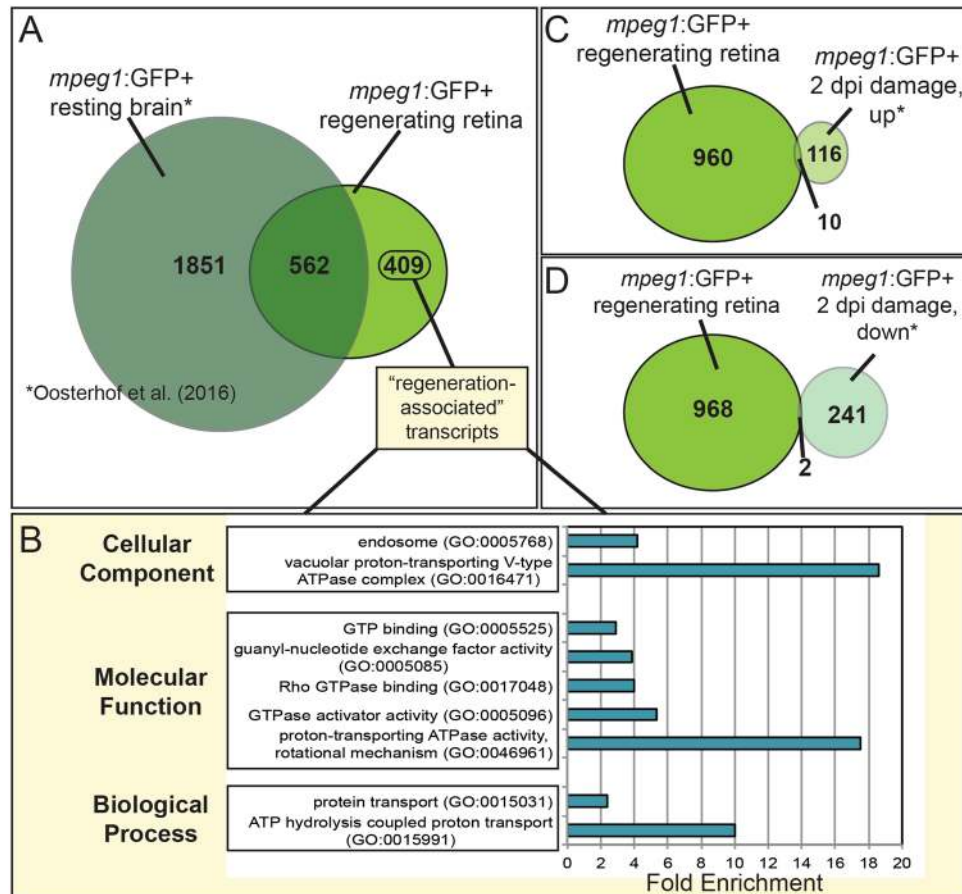 A
mpeg1:GFP+
resting brain*
mpeg1:GFP+
regenerating retina
1851
562
409
*Oosterhof et al. (2016)
“regeneration-
associated”
transcripts
C
mpeg1:GFP+
regenerating retina
mpeg1:GFP+
2 dpi damage,
up*
960
116
10
D
mpeg1:GFP+
regenerating retina
mpeg1:GFP+
2 dpi damage,
down*
968
241
2
B
Cellular
Component
endosome (GO:0005768)
vacuolar proton-transporting V-type
ATPase complex (GO:0016471)
Molecular
Function
GTP binding (GO:0005525)
guanyl-nucleotide exchange factor activity
(GO:0005085)
Rho GTPase binding (GO:0017048)
GTPase activator activity (GO:0005096)
proton-transporting ATPase activity,
rotational mechanism (GO:0046961)
Biological
Process
protein transport (GO:0015031)
ATP hydrolysis coupled proton transport
(GO:0015991)
0 2 4 6 8 10 12 14 16 18 20
Fold Enrichment